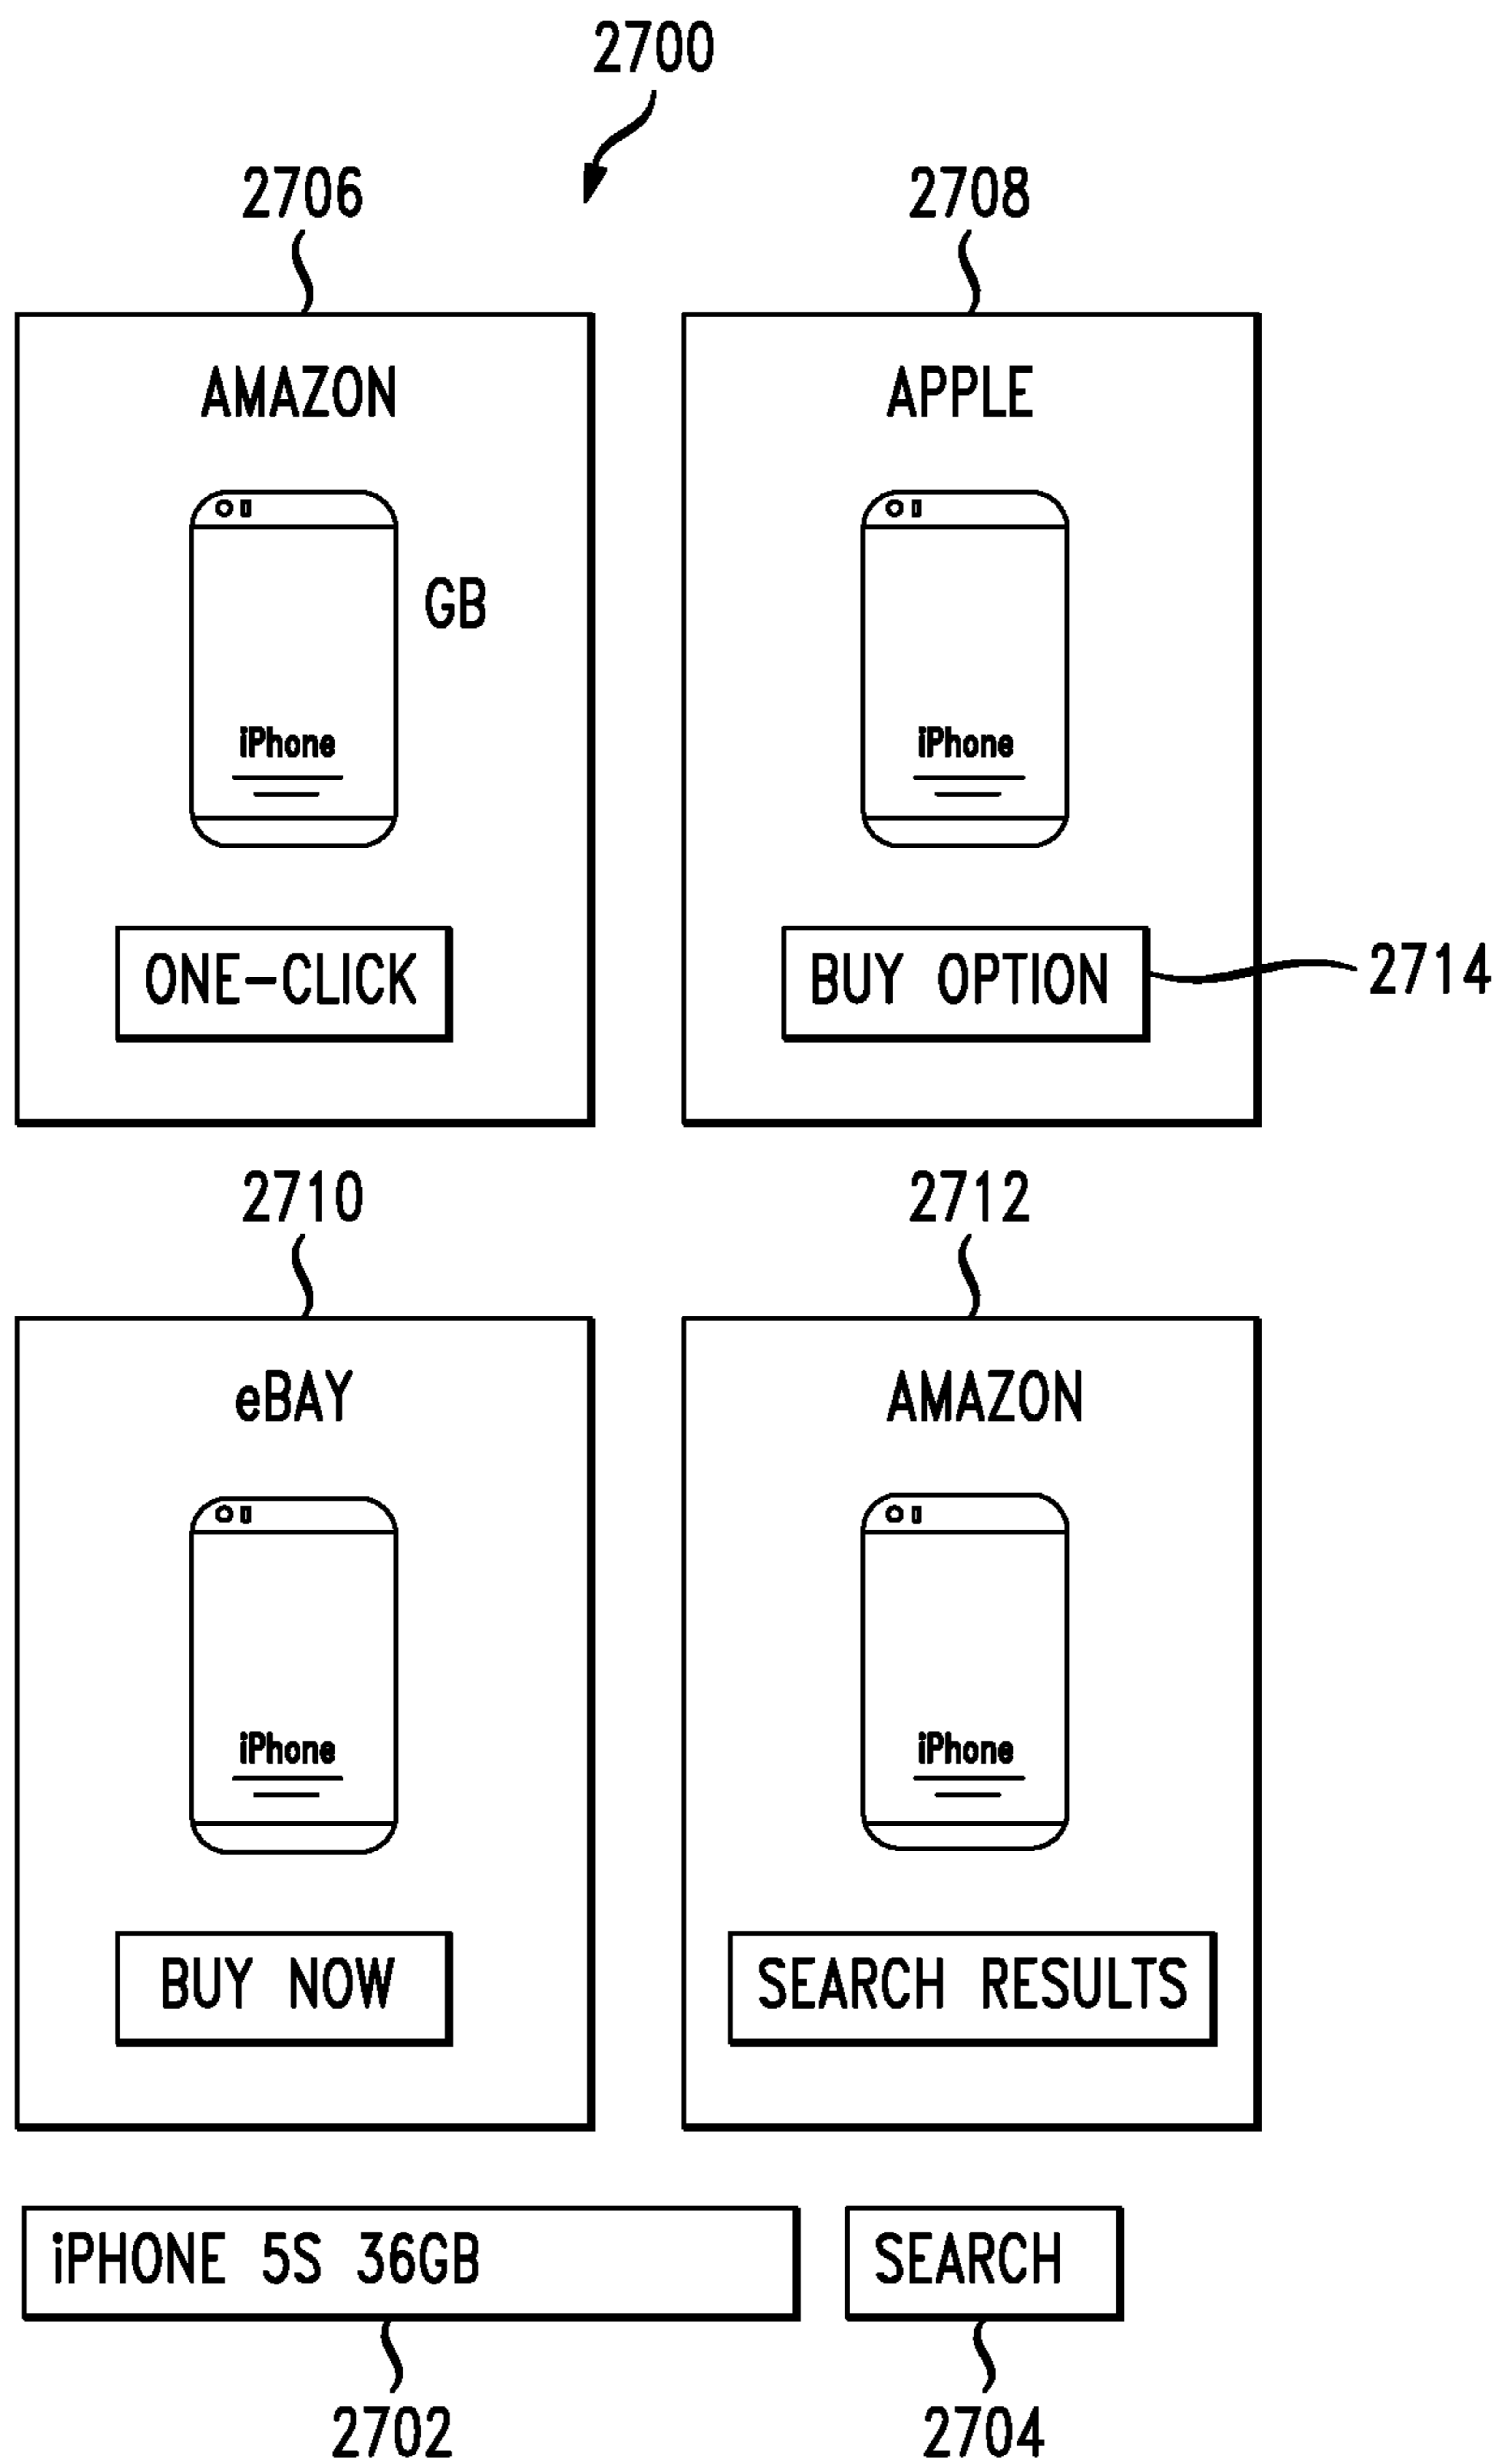 2700
2706
2708
AMAZON
APPLE
GB
iPhone
iPhone
ONE-CLICK
BUY OPTION
2714
2710
2712
eBAY
AMAZON
iPhone
iPhone
BUY NOW
SEARCH RESULTS
iPHONE 5S 36GB
SEARCH
2702
2704